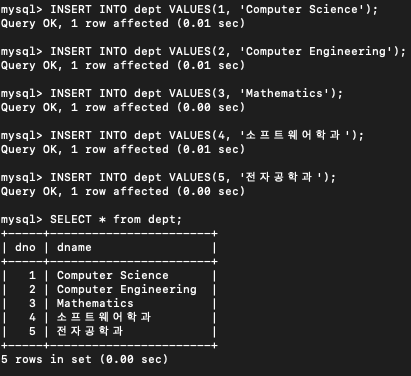 mysql> INSERT INTO dept VALUES(1, 'Computer Science');
Query OK, 1 row affected (0.01 sec)
mysql> INSERT INTO dept VALUES(2, 'Computer Engineering');
Query OK, 1 row affected (0.01 sec)
mysql> INSERT INTO dept VALUES(3, 'Mathematics');
Query OK, 1 row affected (0.00 sec)
mysql> INSERT INTO dept VALUES(4, '소프트웨어학과');
Query OK, 1 row affected (0.01 sec)
mysql> INSERT INTO dept VALUES(5, '전자공학과');
Query OK, 1 row affected (0.00 sec)
mysql> SELECT * from dept;
+-----+----------------------+
| dno | dname                |
+-----+----------------------+
|   1 | Computer Science     |
|   2 | Computer Engineering |
|   3 | Mathematics          |
|   4 | 소프트웨어학과       |
|   5 | 전자공학과           |
+-----+----------------------+
5 rows in set (0.00 sec)